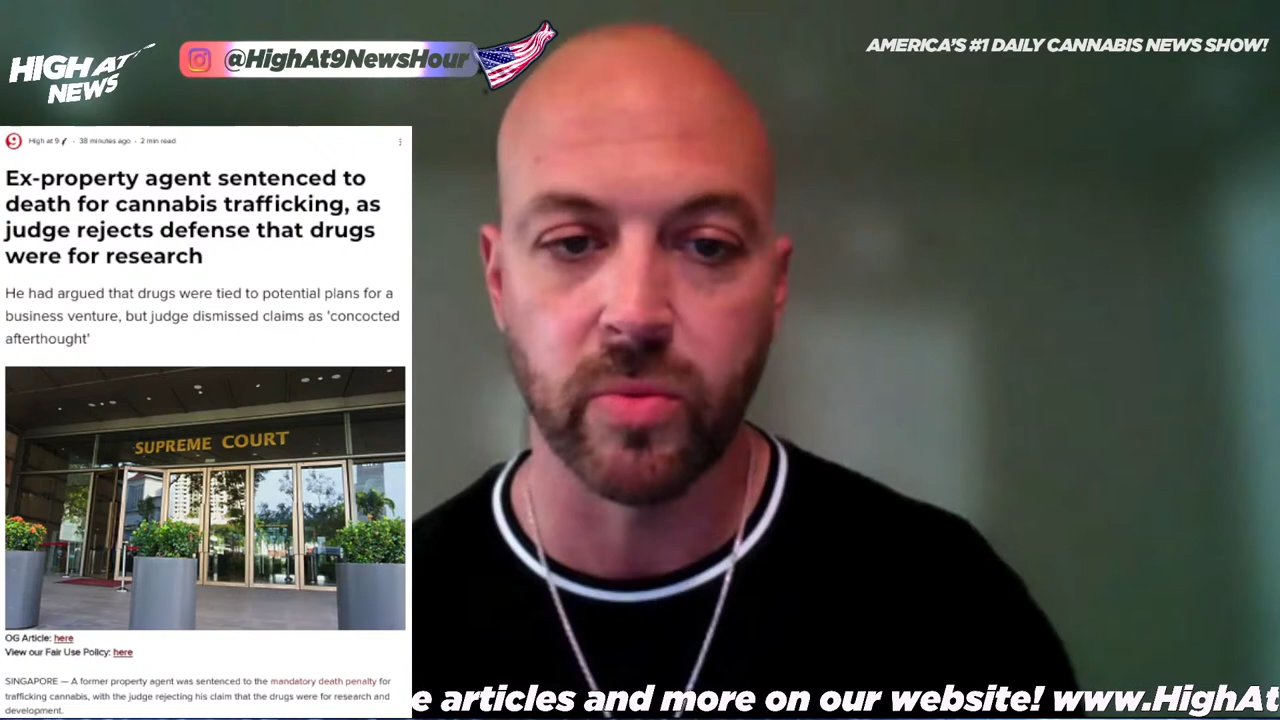 HIGH AT
NEWS
@HighAt9NewsHour
AMERICA'S #1 DAILY CANNABIS NEWS SHOW!
9 High at 9 · 38 minutes ago · 2 min read
Ex-property agent sentenced to
death for cannabis trafficking, as
judge rejects defense that drugs
were for research
He had argued that drugs were tied to potential plans for a
business venture, but judge dismissed claims as 'concocted
afterthought'
SUPREME COURT
OG Article: here
View our Fair Use Policy: here
SINGAPORE — A former property agent was sentenced to the mandatory death penalty for
trafficking cannabis, with the judge rejecting his claim that the drugs were for research and
development.
e articles and more on our website! www.HighAt